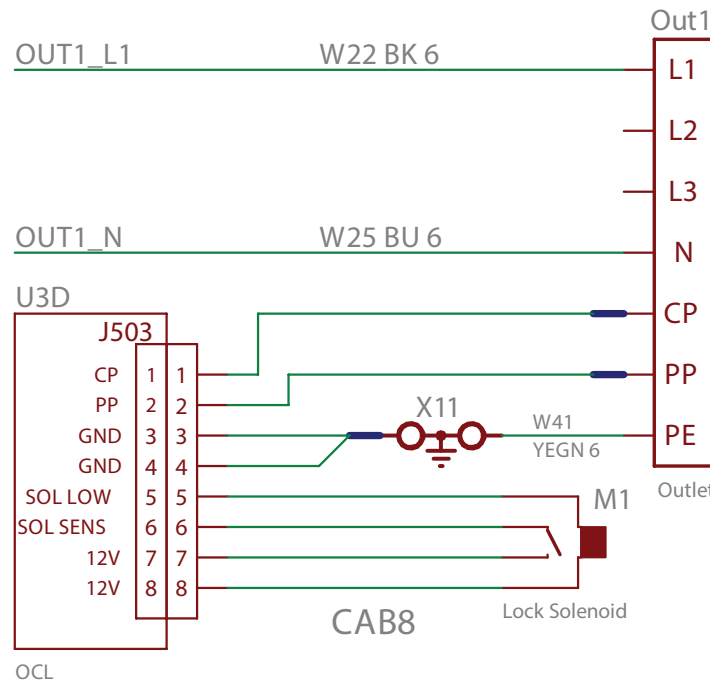 Out1
OUT1_L1 W22 BK 6 L1
L2
L3
OUT1_N W25 BU 6 N
U3D
CP
J503
CP 1 1
PP
PP 2 2
X11
W41
GND 3 3 PE
YEGN 6
GND 4 4
Outlet
SOL LOW 5 5 M1
SOL SENS 6 6
12V 7 7
12V 8 8
Lock Solenoid
CAB8
OCL